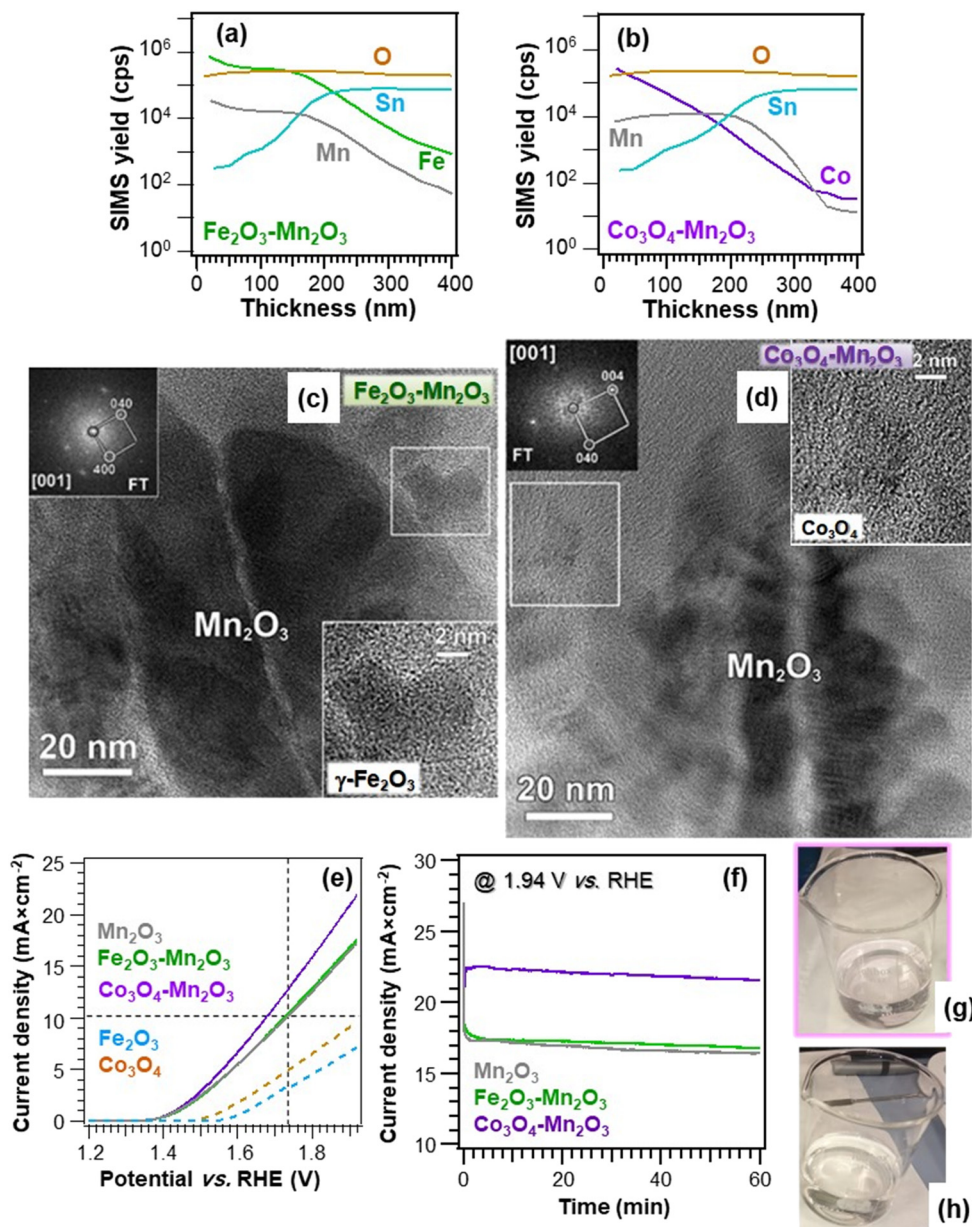 (a)
SIMS yield (cps)
10⁶
10⁴
10²
10⁰
O
Sn
Mn
Fe
Fe₂O₃-Mn₂O₃
0 100 200 300 400
Thickness (nm)
(b)
SIMS yield (cps)
10⁶
10⁴
10²
10⁰
O
Sn
Mn
Co
Co₃O₄-Mn₂O₃
0 100 200 300 400
Thickness (nm)
040
400
[001]
FT
(c)
Fe₂O₃-Mn₂O₃
Mn₂O₃
20 nm
2 nm
γ-Fe₂O₃
[001]
004
040
FT
(d)
Co₃O₄-Mn₂O₃
2 nm
Co₃O₄
Mn₂O₃
20 nm
(e)
Current density (mA×cm⁻²)
25
20
15
10
5
0
Mn₂O₃
Fe₂O₃-Mn₂O₃
Co₃O₄-Mn₂O₃
Fe₂O₃
Co₃O₄
1.2 1.4 1.6 1.8
Potential vs. RHE (V)
(f)
@ 1.94 V vs. RHE
Current density (mA×cm⁻²)
30
25
20
15
10
Mn₂O₃
Fe₂O₃-Mn₂O₃
Co₃O₄-Mn₂O₃
0 20 40 60
Time (min)
(g)
(h)